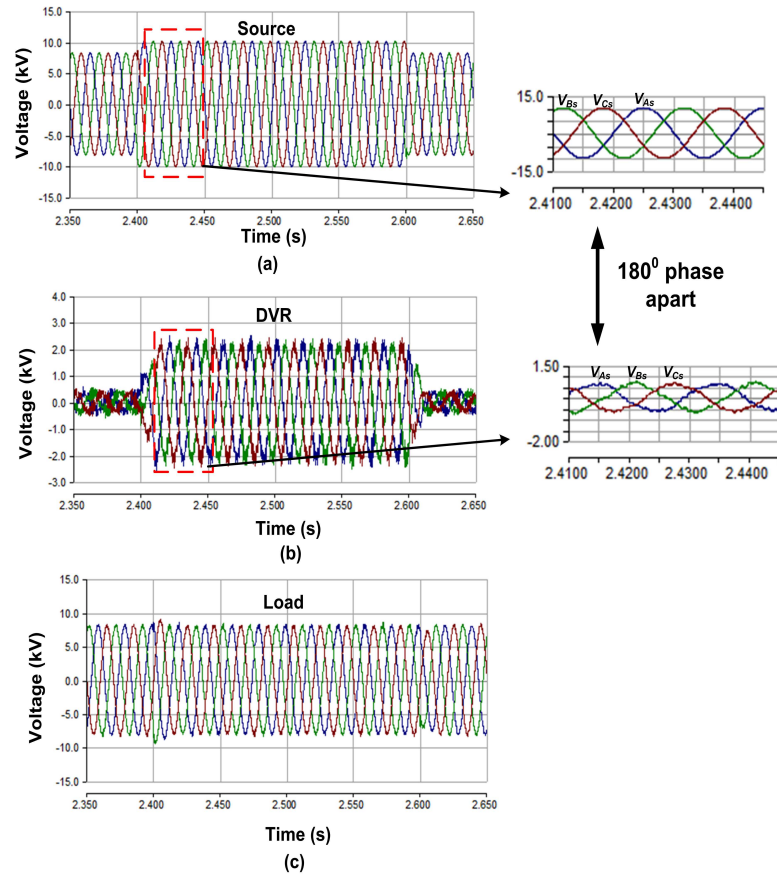 Source
Voltage (kV)
15.0
10.0
5.0
0.0
-5.0
-10.0
-15.0
2.350 2.400 2.450 2.500 2.550 2.600 2.650
Time (s)
(a)
V_Bs V_Cs V_As
15.0
-15.0
2.4100 2.4200 2.4300 2.4400
180⁰ phase
apart
DVR
Voltage (kV)
4.0
3.0
2.0
1.0
0.0
-1.0
-2.0
-3.0
2.350 2.400 2.450 2.500 2.550 2.600 2.650
Time (s)
(b)
V_As V_Bs V_Cs
1.50
-2.00
2.4100 2.4200 2.4300 2.4400
Load
Voltage (kV)
15.0
10.0
5.0
0.0
-5.0
-10.0
-15.0
2.350 2.400 2.450 2.500 2.550 2.600 2.650
Time (s)
(c)